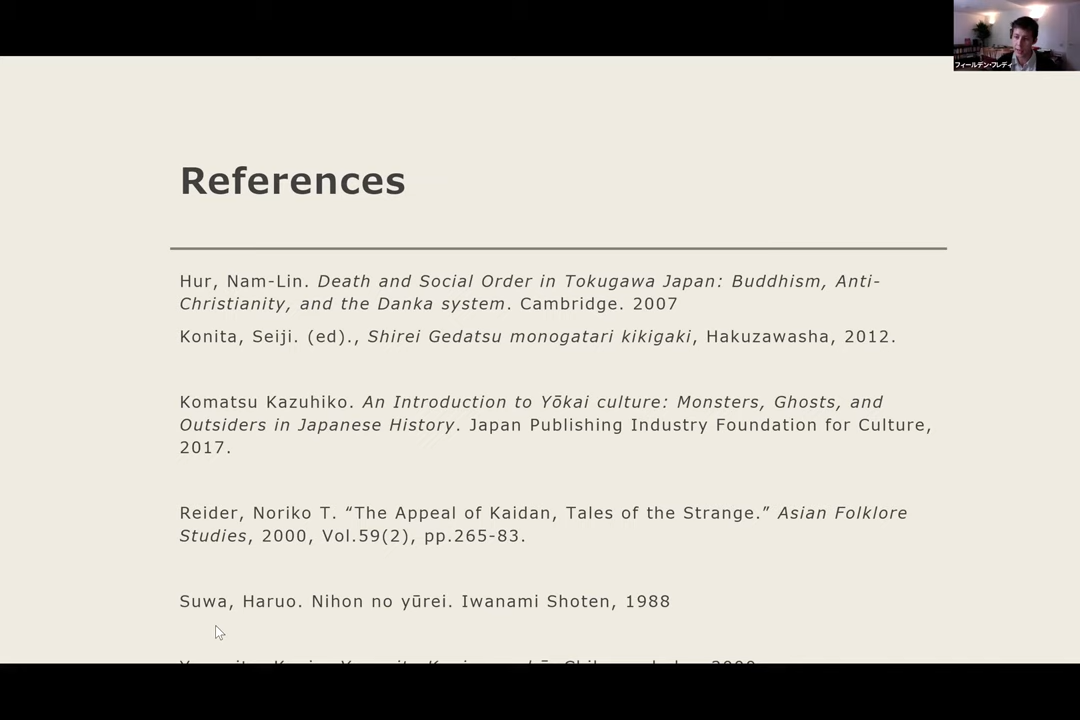 フィールデン・フレディ
References
Hur, Nam-Lin. Death and Social Order in Tokugawa Japan: Buddhism, Anti-
Christianity, and the Danka system. Cambridge. 2007
Konita, Seiji. (ed)., Shirei Gedatsu monogatari kikigaki, Hakuzawasha, 2012.
Komatsu Kazuhiko. An Introduction to Yōkai culture: Monsters, Ghosts, and
Outsiders in Japanese History. Japan Publishing Industry Foundation for Culture,
2017.
Reider, Noriko T. “The Appeal of Kaidan, Tales of the Strange.” Asian Folklore
Studies, 2000, Vol.59(2), pp.265-83.
Suwa, Haruo. Nihon no yūrei. Iwanami Shoten, 1988